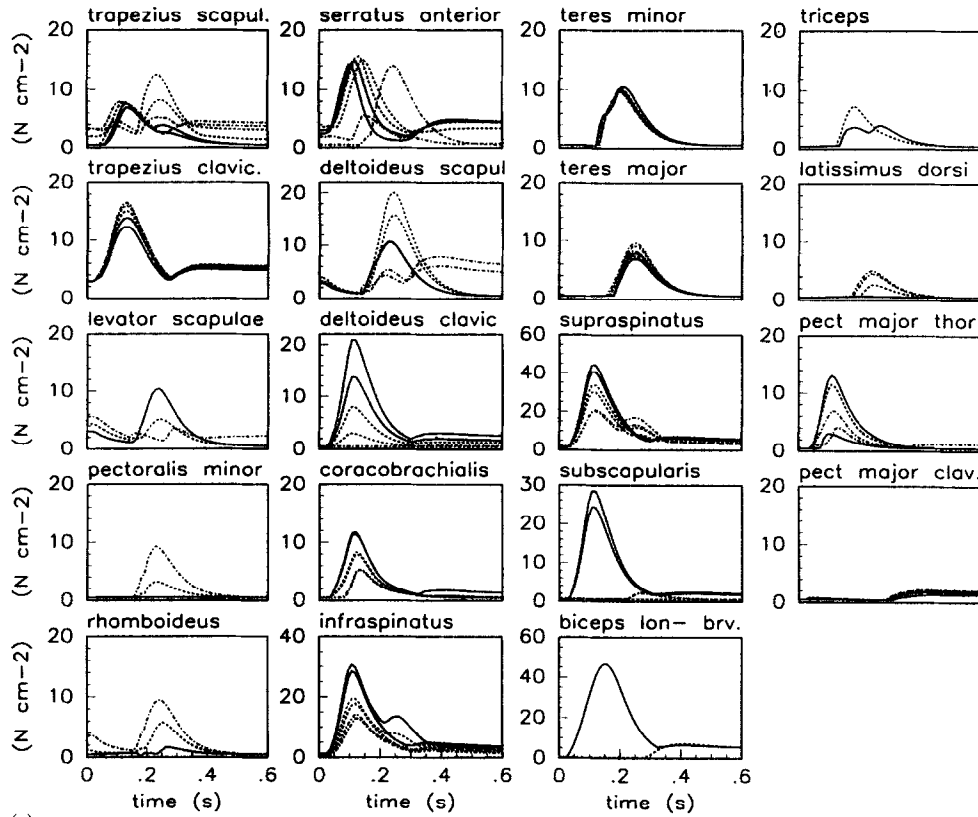 trapezius scapul. serratus anterior teres minor triceps
(N cm-2) 20 10 0 20 10 0 20 10 0 20 10 0
trapezius clavic. deltoideus scapul teres major latissimus dorsi
(N cm-2) 20 10 0 20 10 0 20 10 0 20 10 0
levator scapulae deltoideus clavic supraspinatus pect major thor
(N cm-2) 20 10 0 20 10 0 60 40 20 0 20 10 0
pectoralis minor coracobrachialis subscapularis pect major clav.
(N cm-2) 20 10 0 20 10 0 30 20 10 0 20 10 0
rhomboideus infraspinatus biceps lon- brv.
(N cm-2) 20 10 0 40 20 0 60 40 20 0
0 .2 .4 .6 0 .2 .4 .6 0 .2 .4 .6
time (s) time (s) time (s)